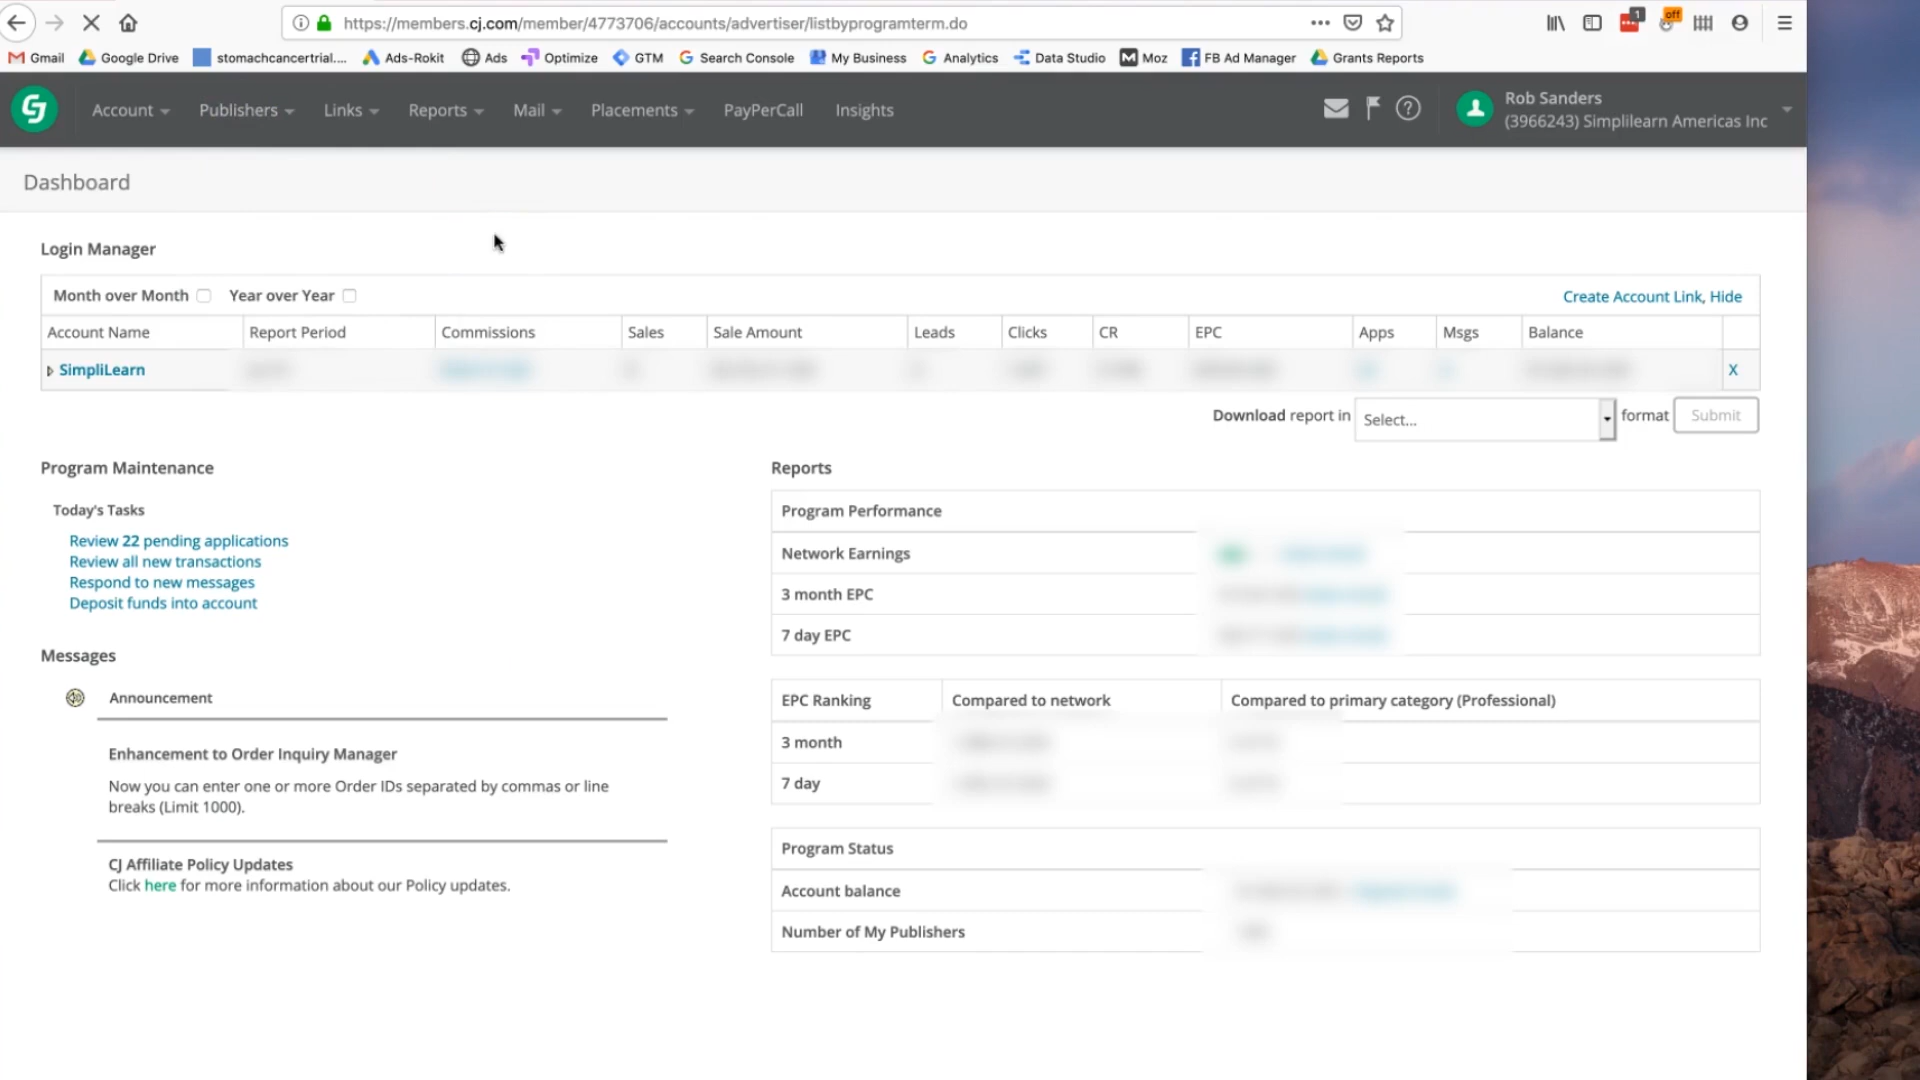 https://members.cj.com/member/4773706/accounts/advertiser/listbyprogramterm.do
1
off
Gmail Google Drive stomachcancertrial.... Ads-Rokit Ads Optimize GTM Search Console My Business Analytics Data Studio Moz FB Ad Manager Grants Reports
Account Publishers Links Reports Mail Placements PayPerCall Insights
Rob Sanders
(3966243) Simplilearn Americas Inc
Dashboard
Login Manager
Month over Month Year over Year Create Account Link, Hide
Account Name Report Period Commissions Sales Sale Amount Leads Clicks CR EPC Apps Msgs Balance
SimpliLearn X
Download report in Select... format Submit
Program Maintenance
Today's Tasks
Review 22 pending applications
Review all new transactions
Respond to new messages
Deposit funds into account
Messages
Announcement
Enhancement to Order Inquiry Manager
Now you can enter one or more Order IDs separated by commas or line
breaks (Limit 1000).
CJ Affiliate Policy Updates
Click here for more information about our Policy updates.
Reports
Program Performance
Network Earnings
3 month EPC
7 day EPC
EPC Ranking Compared to network Compared to primary category (Professional)
3 month
7 day
Program Status
Account balance
Number of My Publishers